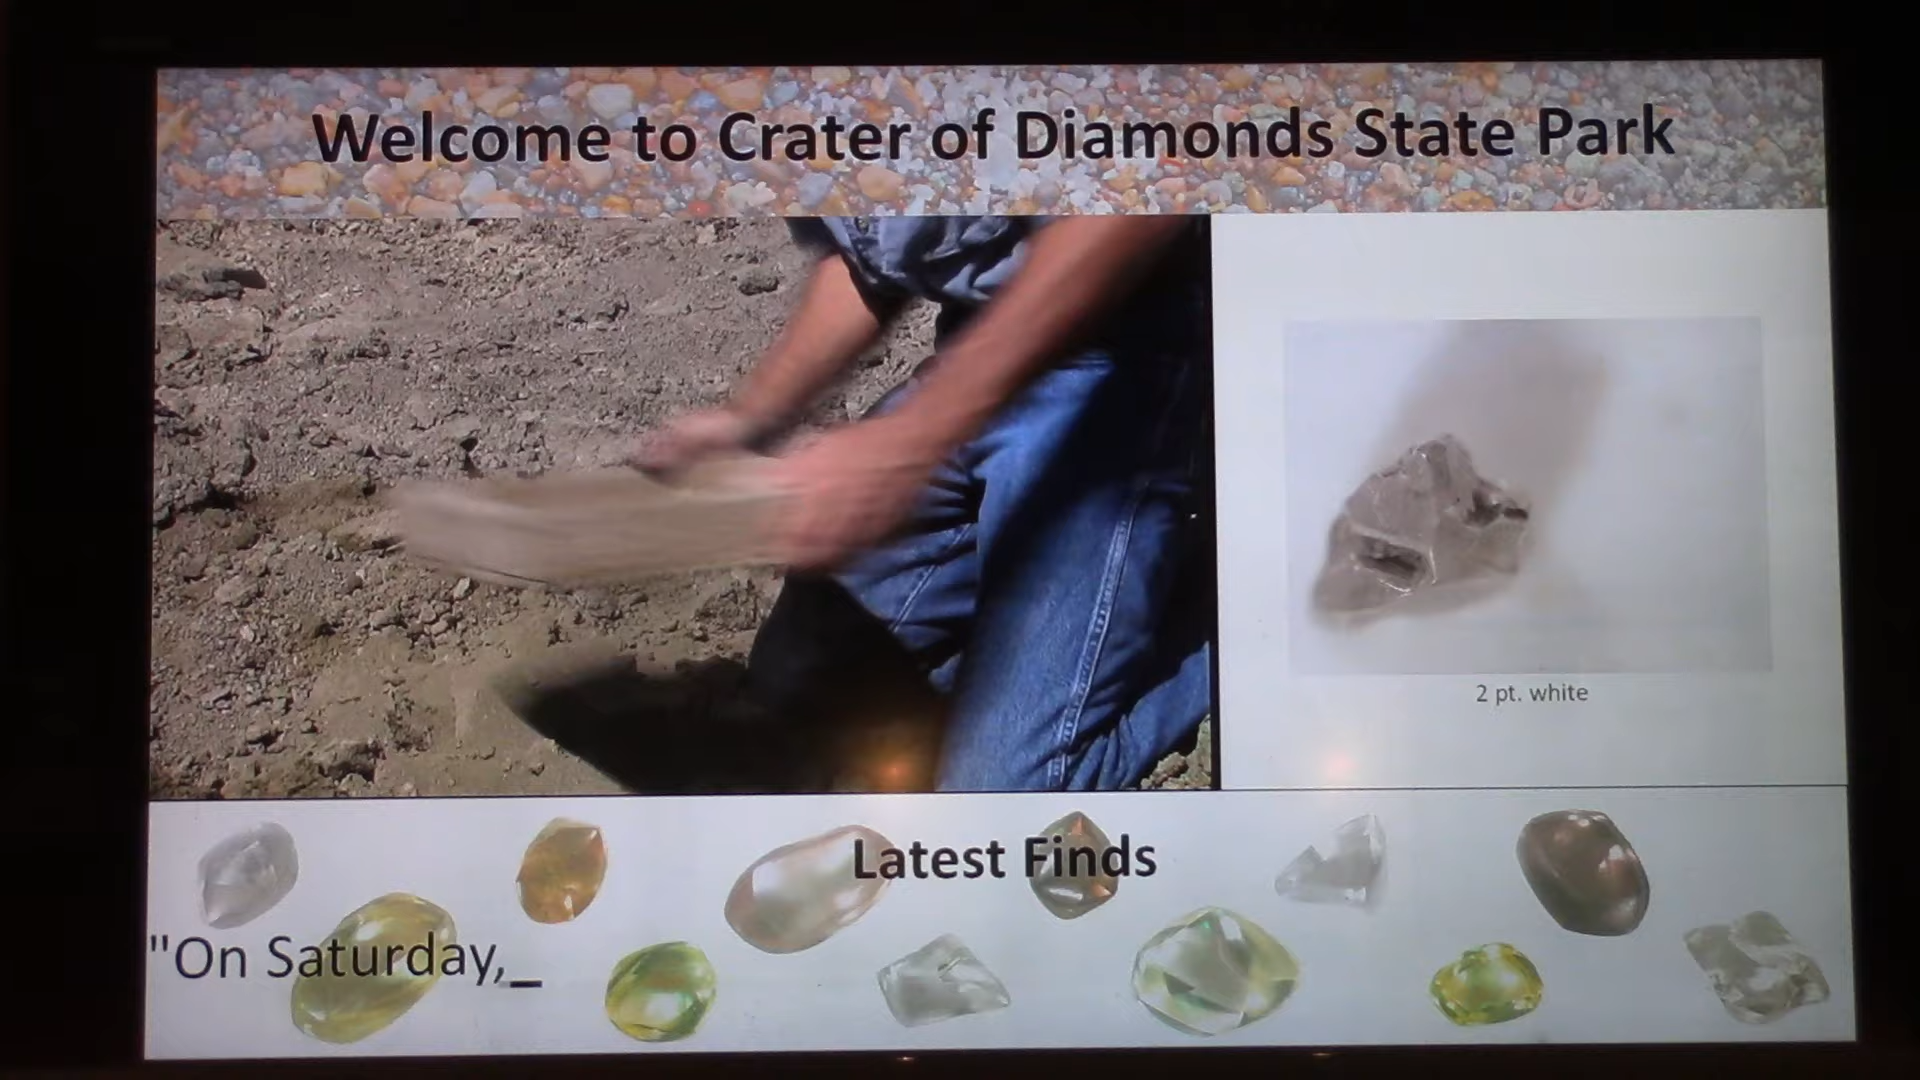 Welcome to Crater of Diamonds State Park
2 pt. white
Latest Finds
"On Saturday,_